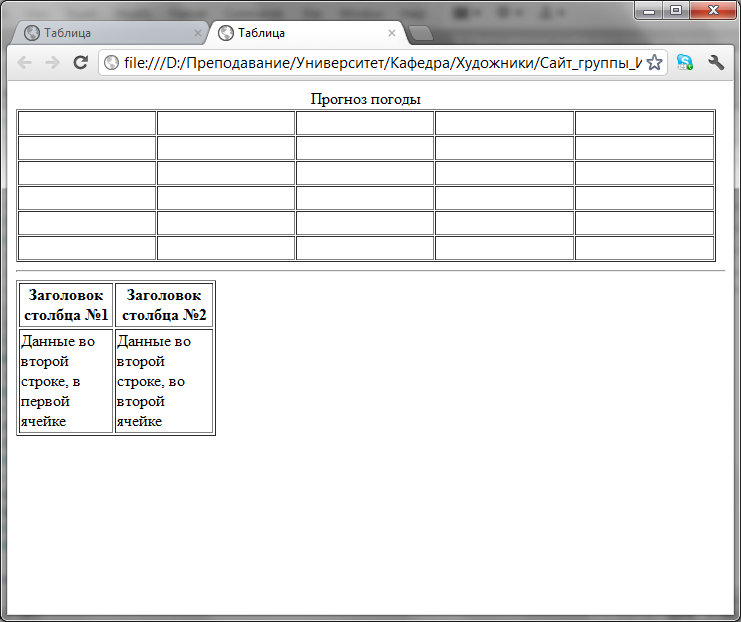 Таблица
Таблица
file:///D:/Преподавание/Университет/Кафедра/Художники/Сайт_группы_И
Прогноз погоды
Заголовок
столбца №1
Заголовок
столбца №2
Данные во
второй
строке, в
первой
ячейке
Данные во
второй
строке, во
второй
ячейке